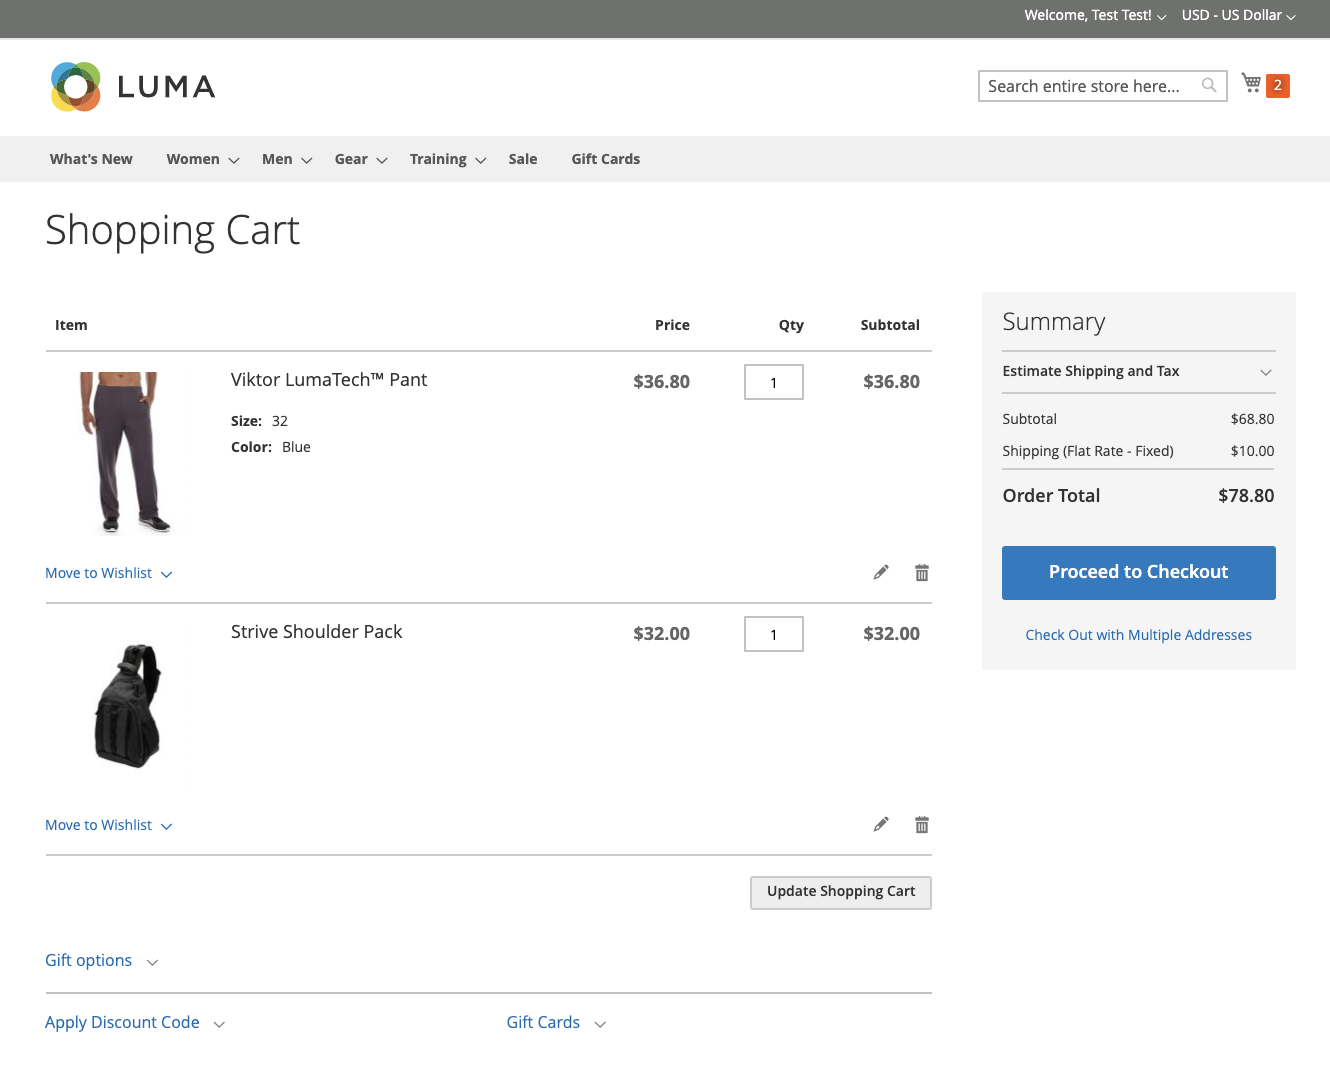 Welcome, Test Test! USD - US Dollar
LUMA
Search entire store here...
2
What's New Women Men Gear Training Sale Gift Cards
Shopping Cart
Item Price Qty Subtotal
Viktor LumaTech™ Pant $36.80 1 $36.80
Size: 32
Color: Blue
Move to Wishlist
Strive Shoulder Pack $32.00 1 $32.00
Move to Wishlist
Update Shopping Cart
Gift options
Apply Discount Code Gift Cards
Summary
Estimate Shipping and Tax
Subtotal $68.80
Shipping (Flat Rate - Fixed) $10.00
Order Total $78.80
Proceed to Checkout
Check Out with Multiple Addresses